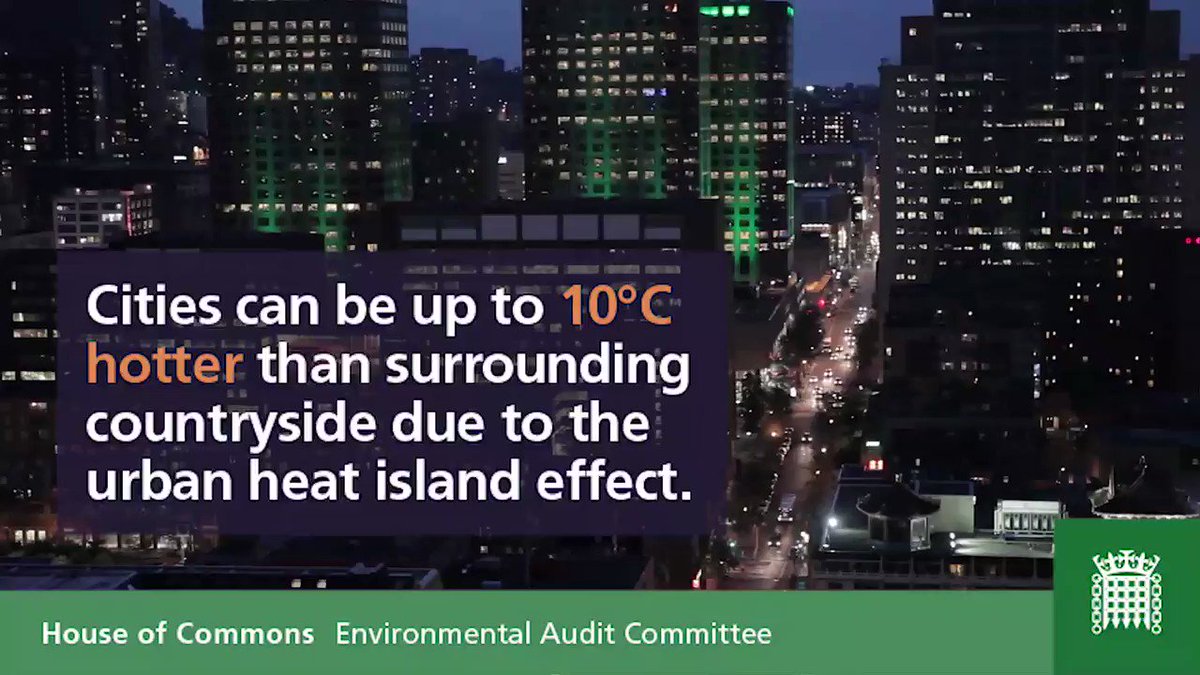 Cities can be up to 10°C
hotter than surrounding
countryside due to the
urban heat island effect.
House of Commons Environmental Audit Committee